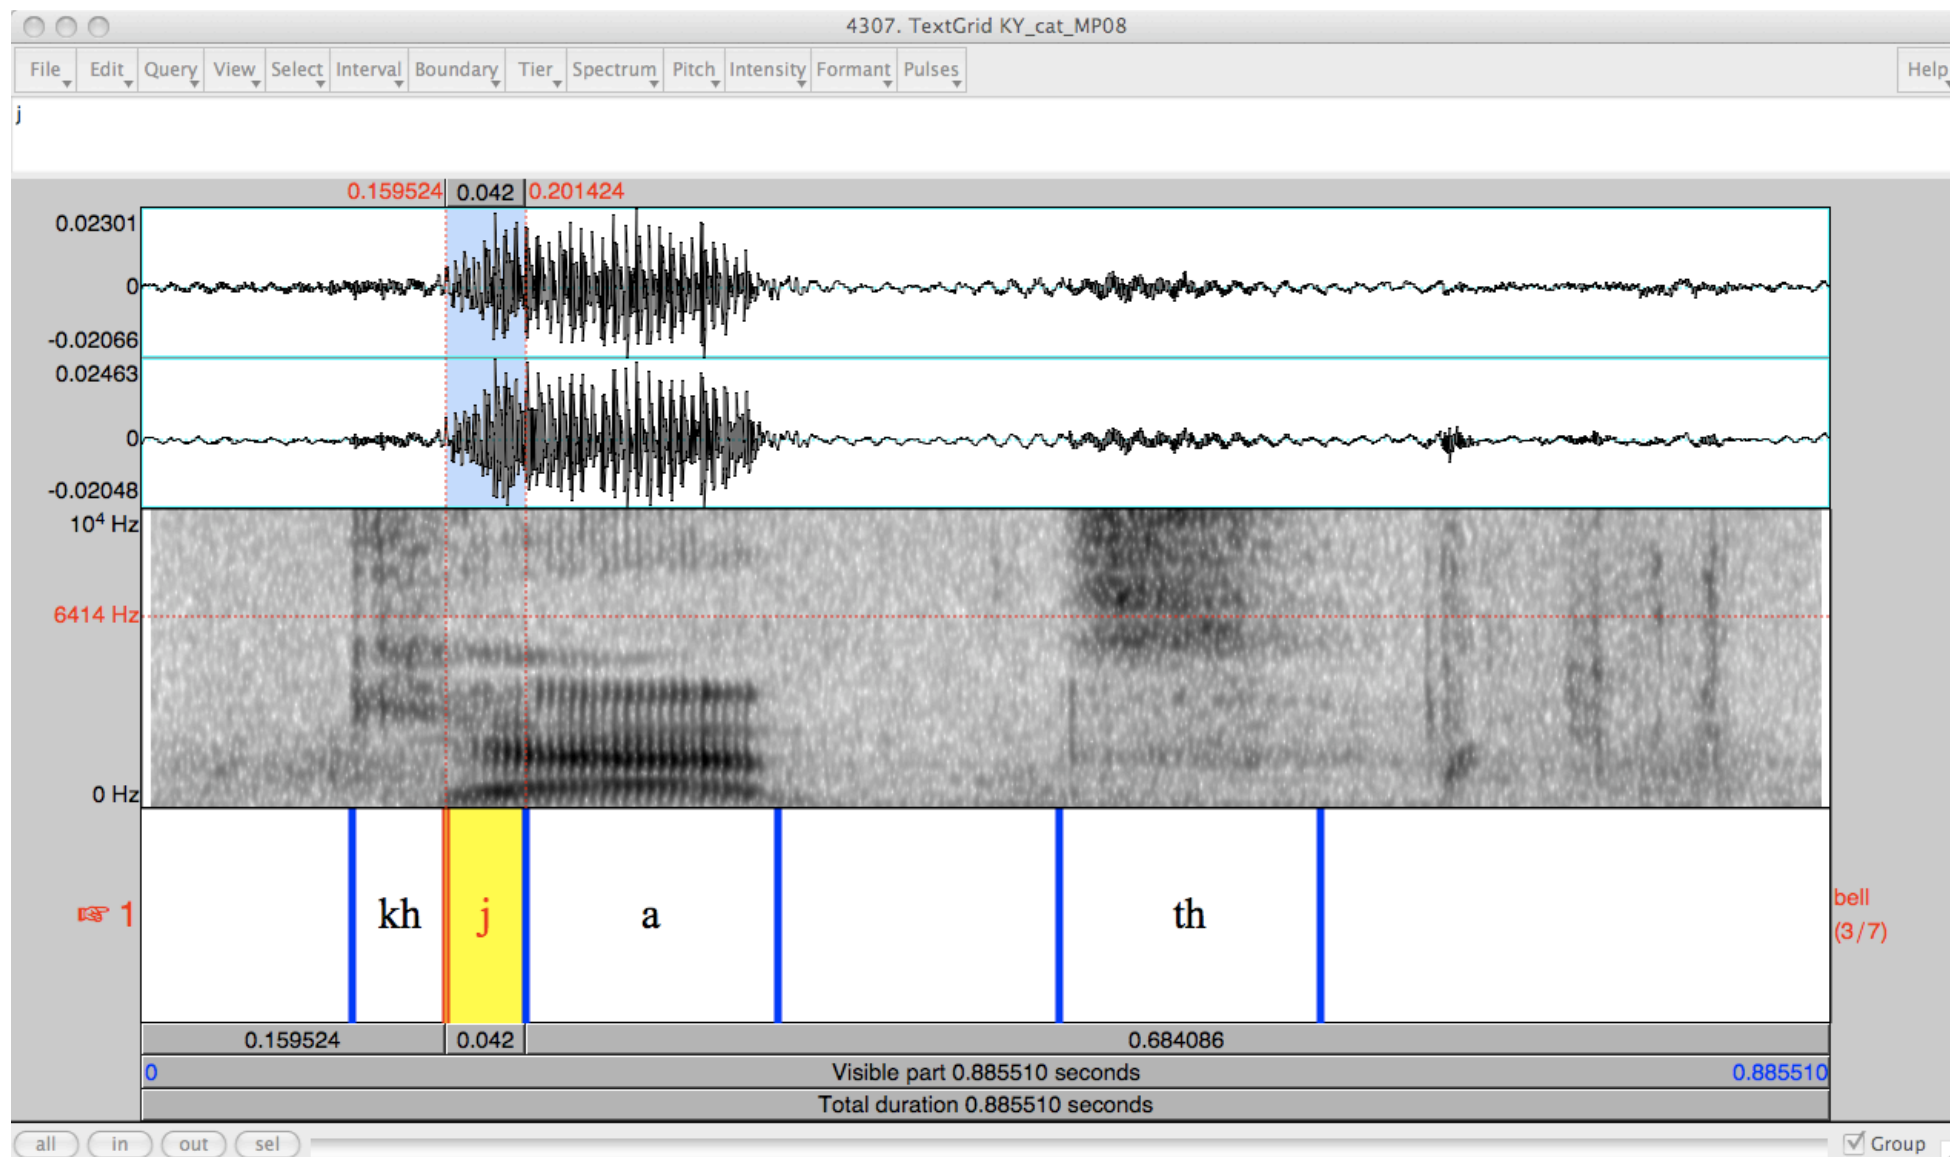 4307. TextGrid KY_cat_MP08
File Edit Query View Select Interval Boundary Tier Spectrum Pitch Intensity Formant Pulses Help
j
0.159524 0.042 0.201424
0.02301
0
-0.02066
0.02463
0
-0.02048
10⁴ Hz
6414 Hz
0 Hz
☞ 1 kh j a th bell
(3/7)
0.159524 0.042 0.684086
0 Visible part 0.885510 seconds 0.885510
Total duration 0.885510 seconds
all in out sel Group